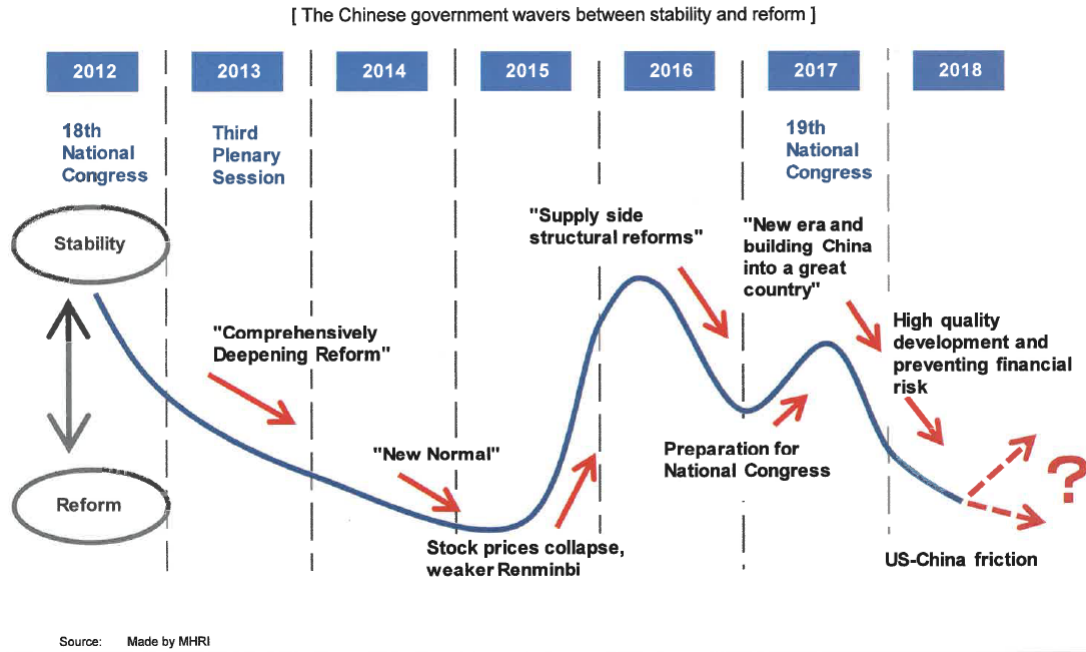 [ The Chinese government wavers between stability and reform ]
2012
2013
2014
2015
2016
2017
2018
18th
National
Congress
Third
Plenary
Session
19th
National
Congress
Stability
Reform
"Comprehensively
Deepening Reform"
"New Normal"
Stock prices collapse,
weaker Renminbi
"Supply side
structural reforms"
Preparation for
National Congress
"New era and
building China
into a great
country"
High quality
development and
preventing financial
risk
?
US-China friction
Source: Made by MHRI